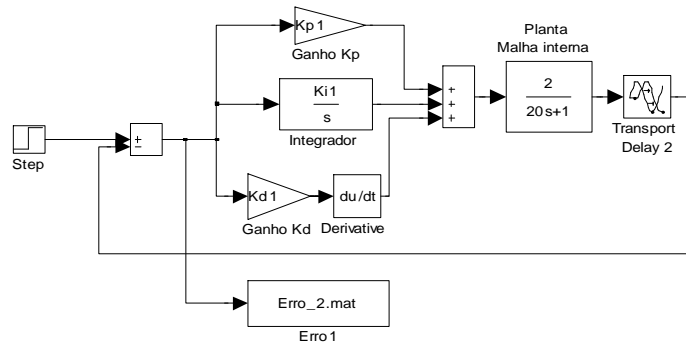 Kp1
Ganho Kp
Planta
Malha interna
Ki1
s
Integrador
+
+
+
2
20s+1
Transport
Delay 2
Step
+
−
Kd1
Ganho Kd
du/dt
Derivative
Erro_2.mat
Erro1